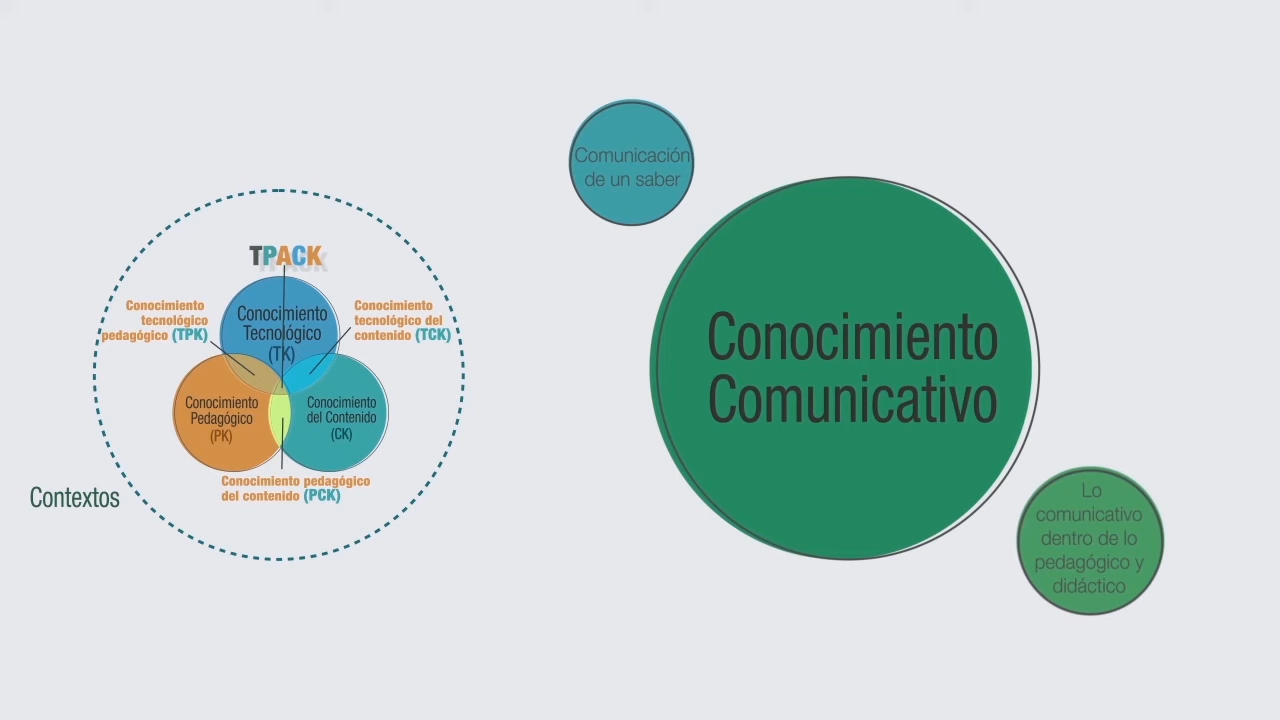 TPACK
Conocimiento
tecnológico
pedagógico (TPK)
Conocimiento
Tecnológico
(TK)
Conocimiento
tecnológico del
contenido (TCK)
Conocimiento
Pedagógico
(PK)
Conocimiento
del Contenido
(CK)
Conocimiento pedagógico
del contenido (PCK)
Contextos
Comunicación
de un saber
Conocimiento
Comunicativo
Lo
comunicativo
dentro de lo
pedagógico y
didáctico